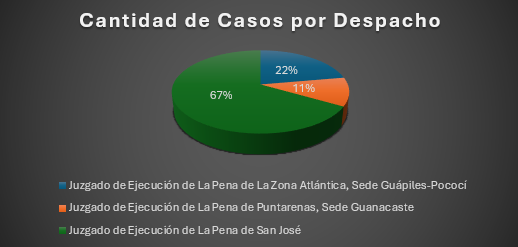 Cantidad de Casos por Despacho
22%
11%
67%
Juzgado de Ejecución de La Pena de La Zona Atlántica, Sede Guápiles-Pococí
Juzgado de Ejecución de La Pena de Puntarenas, Sede Guanacaste
Juzgado de Ejecución de La Pena de San José